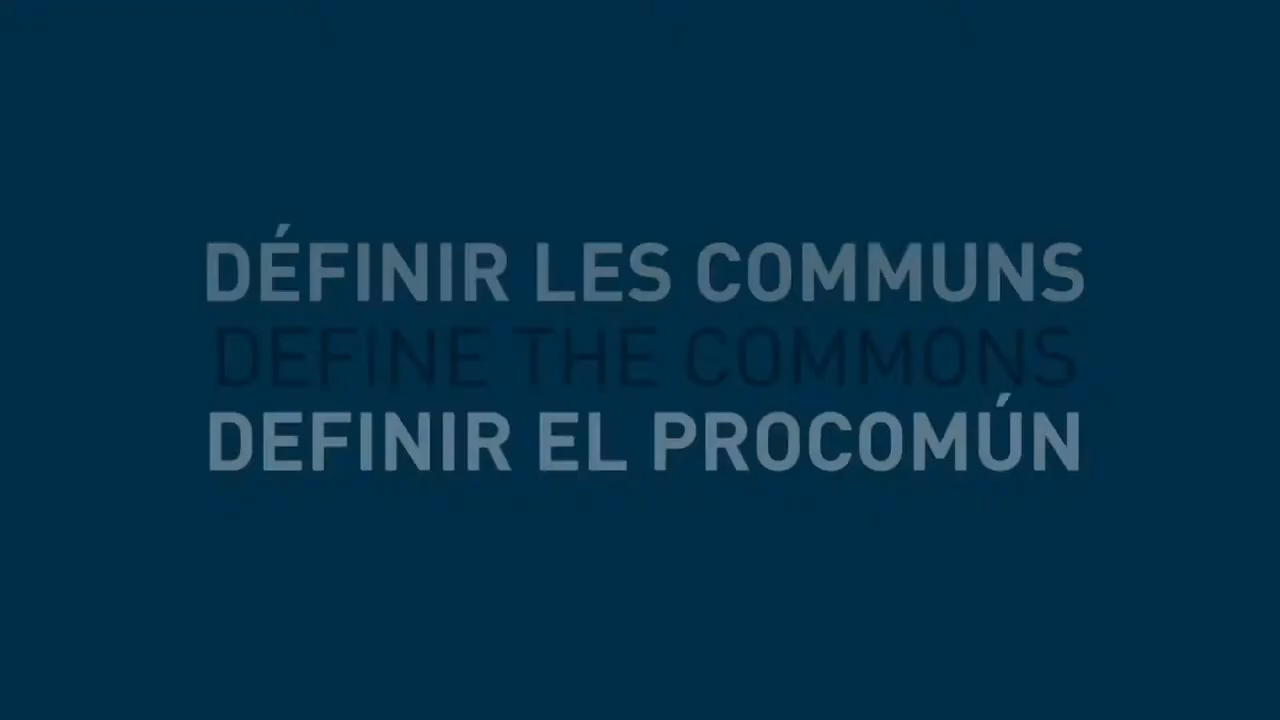 DÉFINIR LES COMMUNS
DEFINE THE COMMONS
DEFINIR EL PROCOMÚN